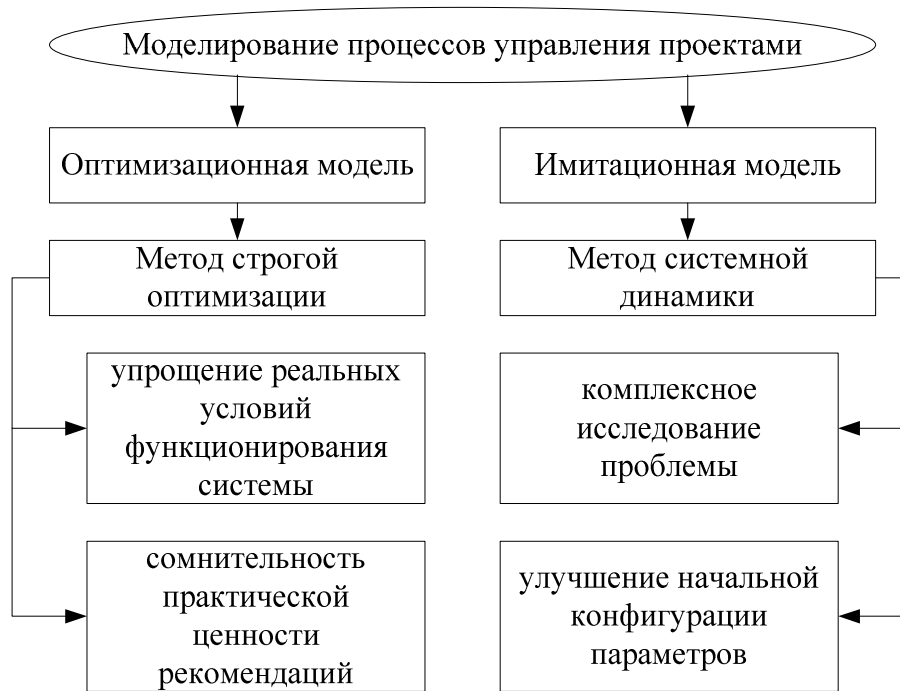 Моделирование процессов управления проектами
Оптимизационная модель
Имитационная модель
Метод строгой
оптимизации
Метод системной
динамики
упрощение реальных
условий
функционирования
системы
комплексное
исследование
проблемы
сомнительность
практической
ценности
рекомендаций
улучшение начальной
конфигурации
параметров